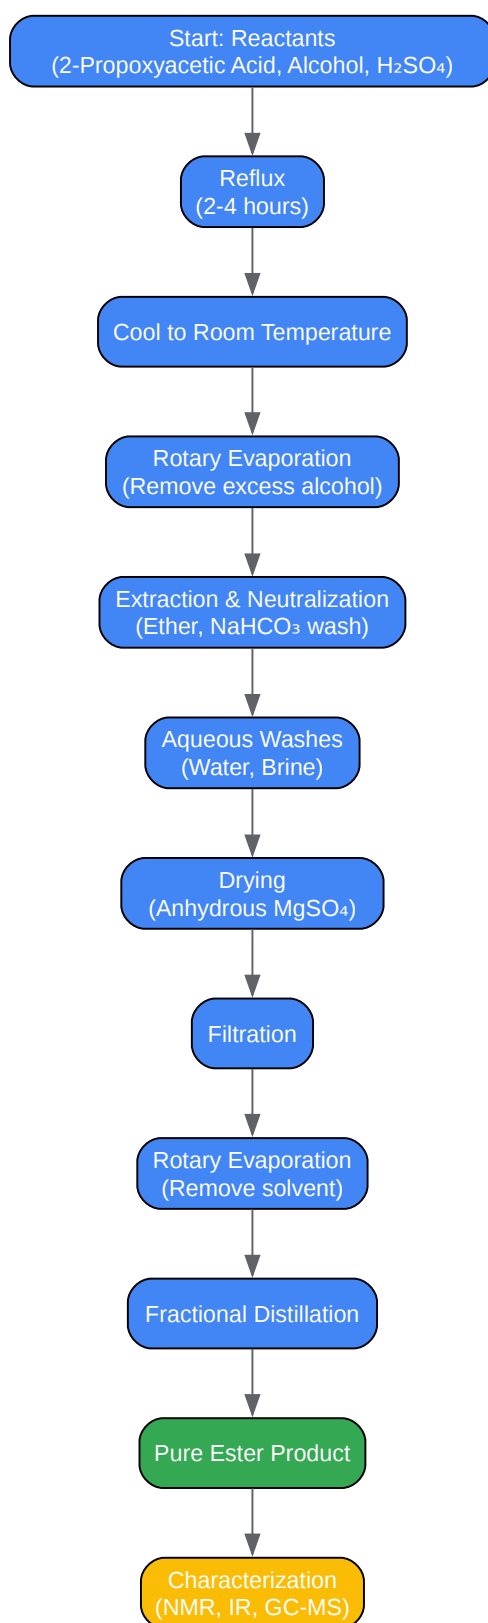 Start: Reactants
(2-Propoxyacetic Acid, Alcohol, H₂SO₄)
Reflux
(2-4 hours)
Cool to Room Temperature
Rotary Evaporation
(Remove excess alcohol)
Extraction & Neutralization
(Ether, NaHCO₃ wash)
Aqueous Washes
(Water, Brine)
Drying
(Anhydrous MgSO₄)
Filtration
Rotary Evaporation
(Remove solvent)
Fractional Distillation
Pure Ester Product
Characterization
(NMR, IR, GC-MS)